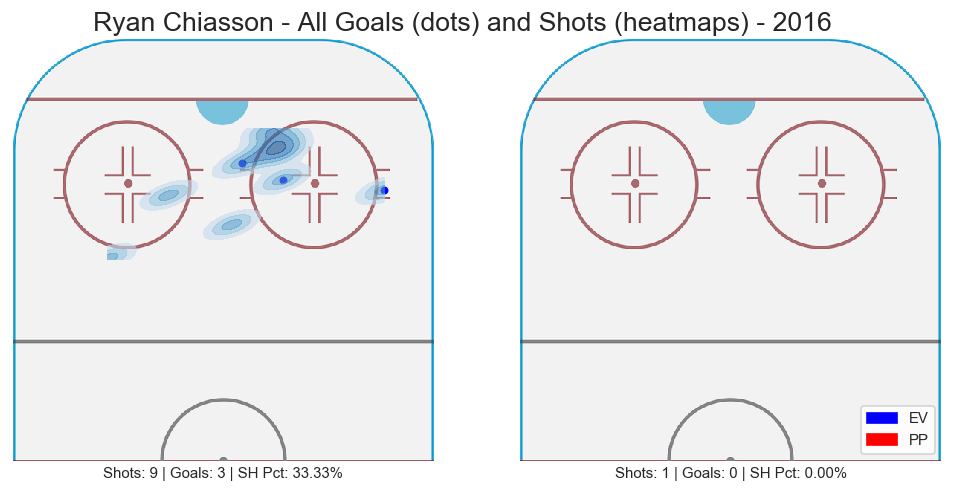 Ryan Chiasson - All Goals (dots) and Shots (heatmaps) - 2016
EV
PP
Shots: 9 | Goals: 3 | SH Pct: 33.33%
Shots: 1 | Goals: 0 | SH Pct: 0.00%